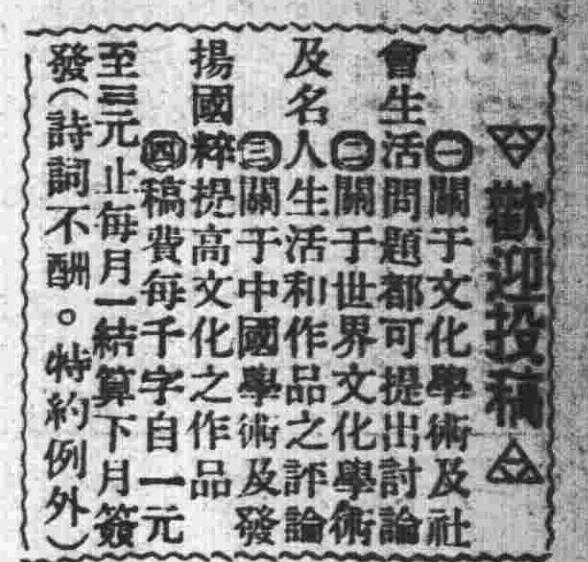 歡迎投稿
㊀關于文化學術及社
會生活問題都可提出討論
㊁關于世界文化學術
及名人生活和作品之評論
㊂關于中國學術及發
揚國粹提高文化之作品
㊃稿費每千字自一元
至三元止每月一結算下月簽
發(詩詞不酬。特約例外)